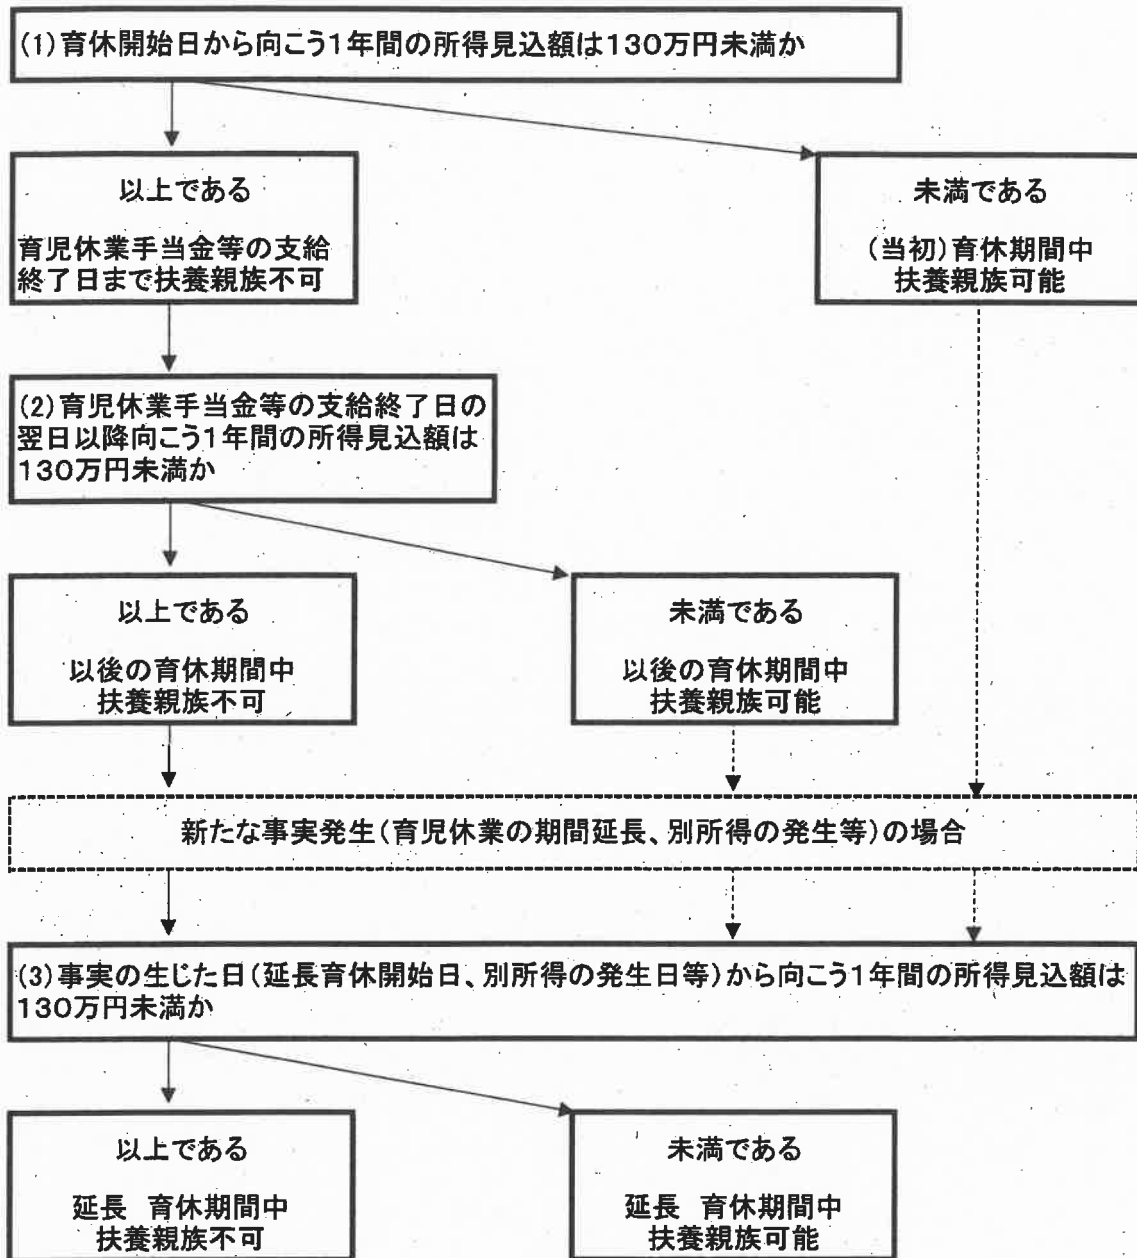 (1)育休開始日から向こう1年間の所得見込額は130万円未満か
以上である
育児休業手当金等の支給
終了日まで扶養親族不可
未満である
(当初)育休期間中
扶養親族可能
(2)育児休業手当金等の支給終了日の
翌日以降向こう1年間の所得見込額は
130万円未満か
以上である
以後の育休期間中
扶養親族不可
未満である
以後の育休期間中
扶養親族可能
新たな事実発生(育児休業の期間延長、別所得の発生等)の場合
(3)事実の生じた日(延長育休開始日、別所得の発生日等)から向こう1年間の所得見込額は
130万円未満か
以上である
延長 育休期間中
扶養親族不可
未満である
延長 育休期間中
扶養親族可能